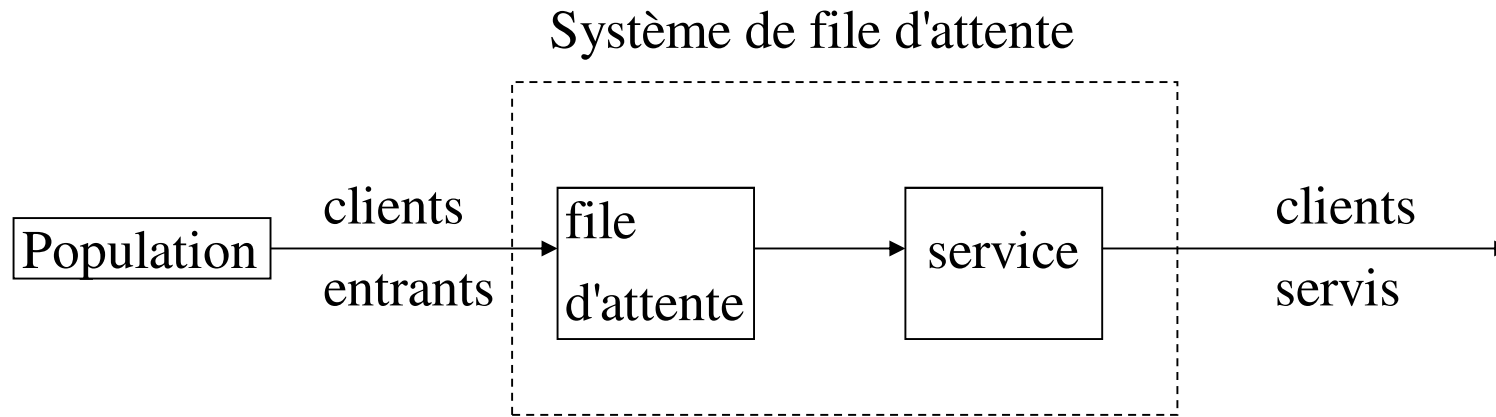 Système de file d'attente
Population
clients
entrants
file
d'attente
service
clients
servis